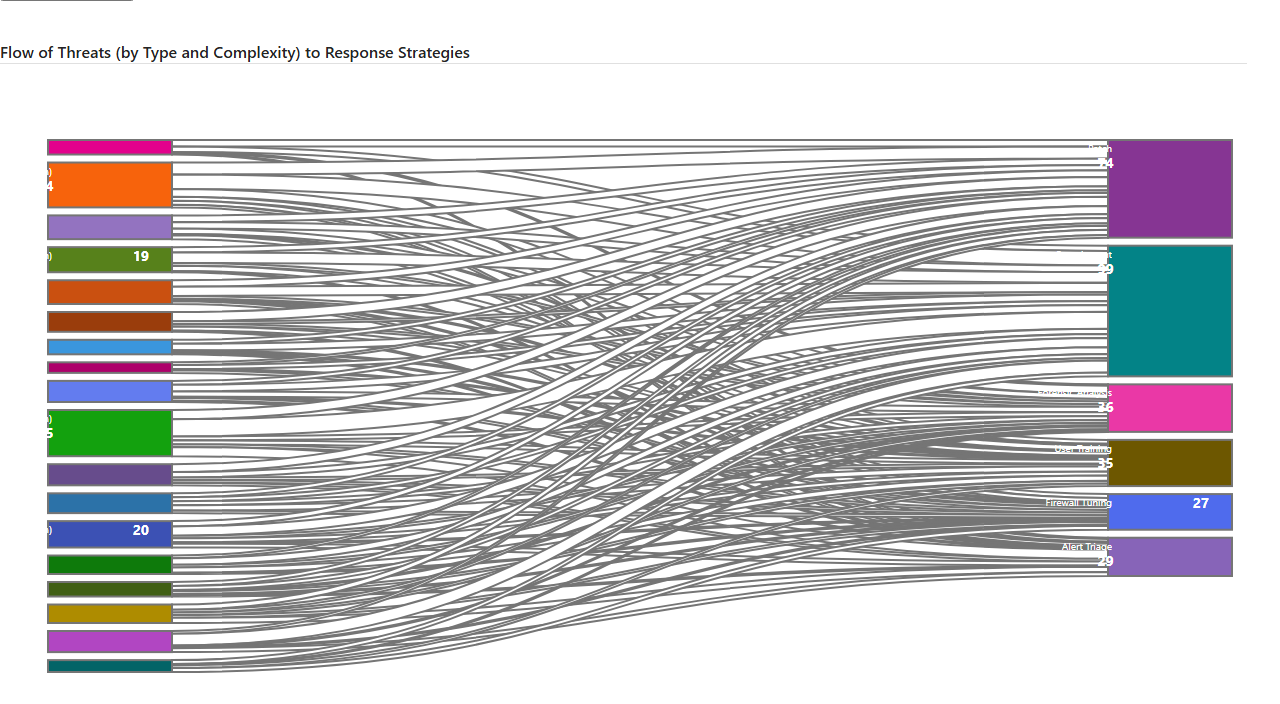 Flow of Threats (by Type and Complexity) to Response Strategies
)
4
)
19
)
5
)
20
Patch
74
99
Forensic Analysis
36
User Training
35
Firewall Tuning
27
Alert Triage
29